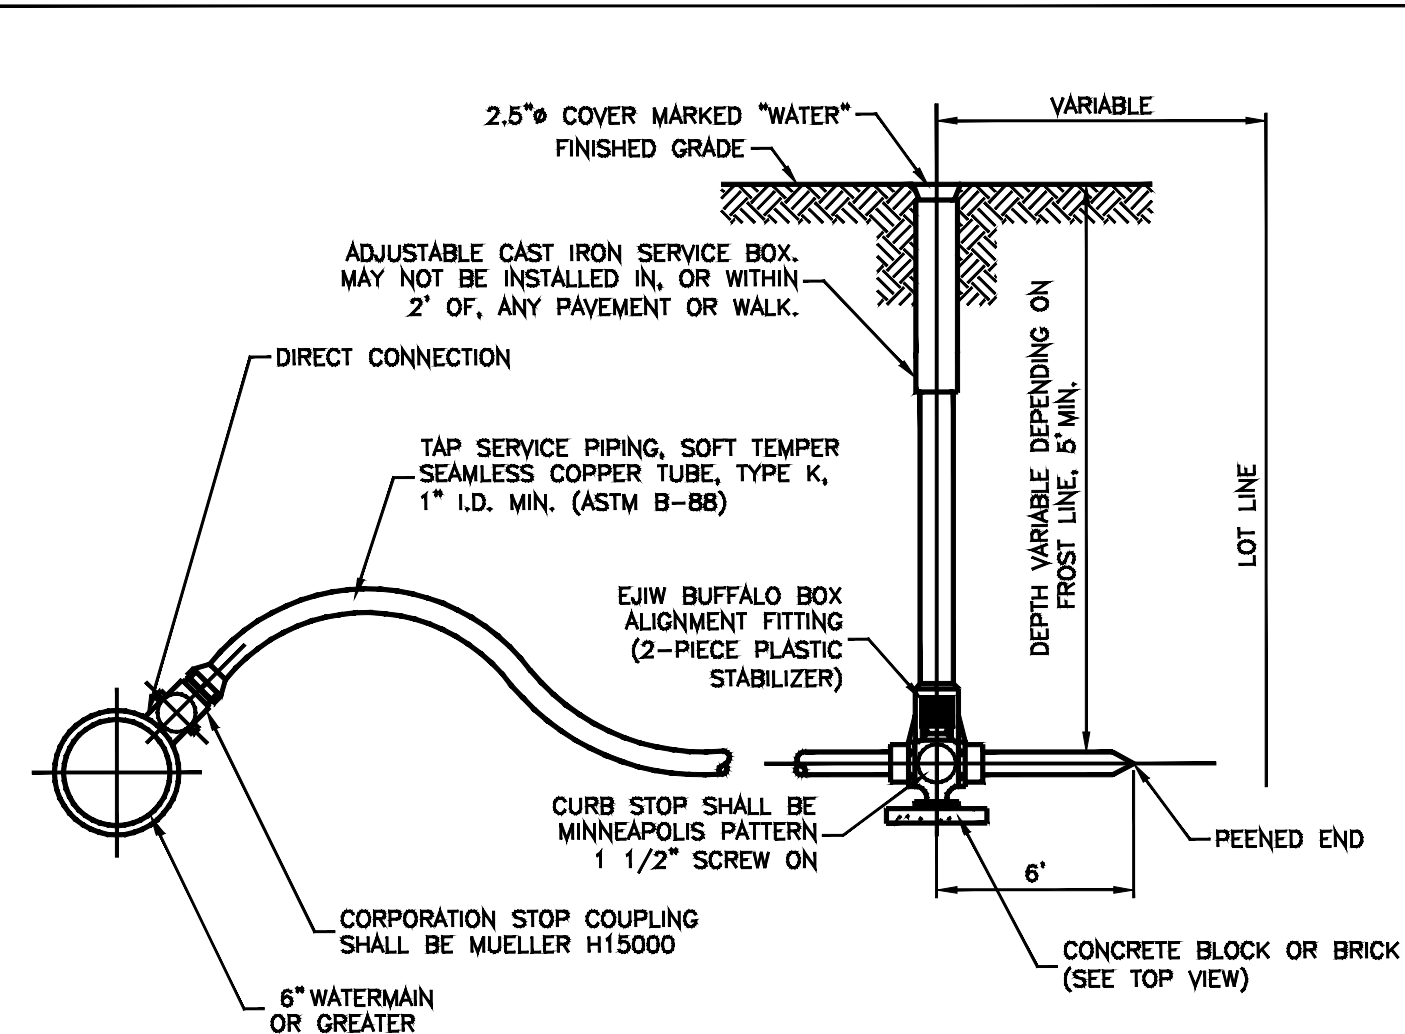 2.5"ø COVER MARKED "WATER"
FINISHED GRADE
VARIABLE
ADJUSTABLE CAST IRON SERVICE BOX.
MAY NOT BE INSTALLED IN, OR WITHIN
2' OF, ANY PAVEMENT OR WALK.
DIRECT CONNECTION
TAP SERVICE PIPING, SOFT TEMPER
SEAMLESS COPPER TUBE, TYPE K,
1" I.D. MIN. (ASTM B-88)
DEPTH VARIABLE DEPENDING ON
FROST LINE, 5' MIN.
LOT LINE
EJIW BUFFALO BOX
ALIGNMENT FITTING
(2-PIECE PLASTIC
STABILIZER)
CURB STOP SHALL BE
MINNEAPOLIS PATTERN
1 1/2" SCREW ON
PEENED END
6'
CORPORATION STOP COUPLING
SHALL BE MUELLER H15000
CONCRETE BLOCK OR BRICK
(SEE TOP VIEW)
6" WATERMAIN
OR GREATER